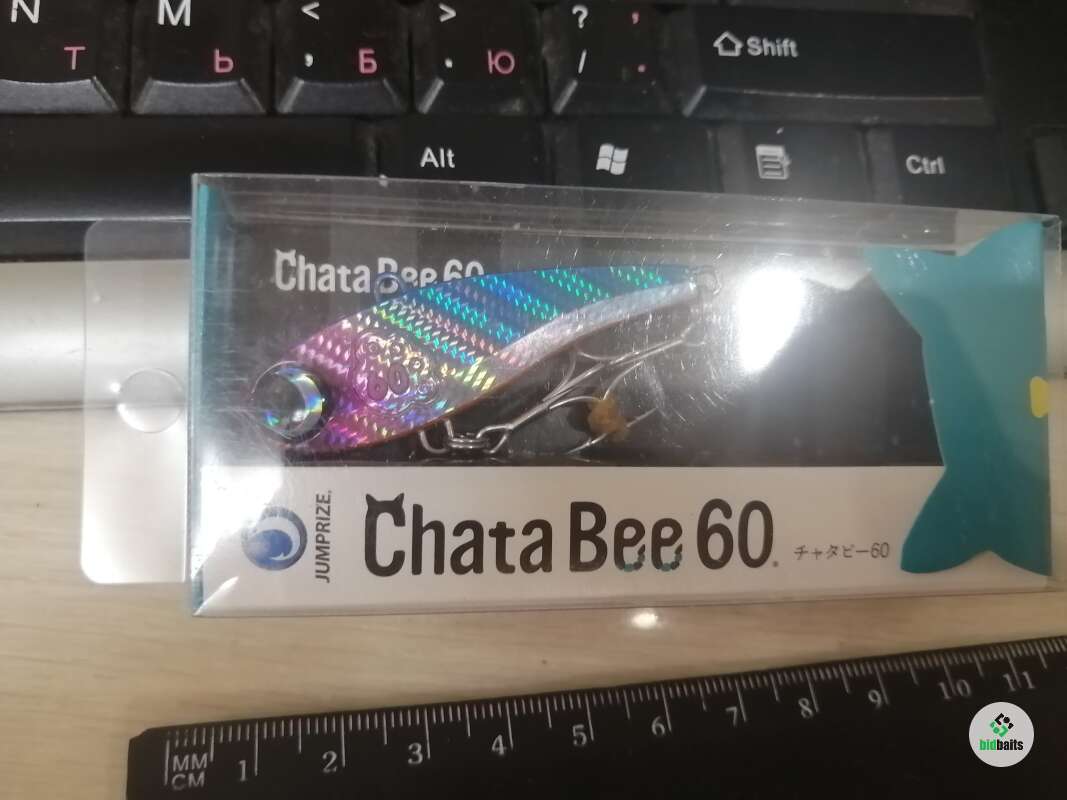 N
Т
M
Ь
<
,
Б
>
.
Ю
?
,
/
.
Shift
Alt
Ctrl
Chata Bee 60
60
JUMPRIZE®
Chata Bee 60®
チャタビー60
MM
CM
1 2 3 4 5 6 7 8 9 10 11
bidbaits